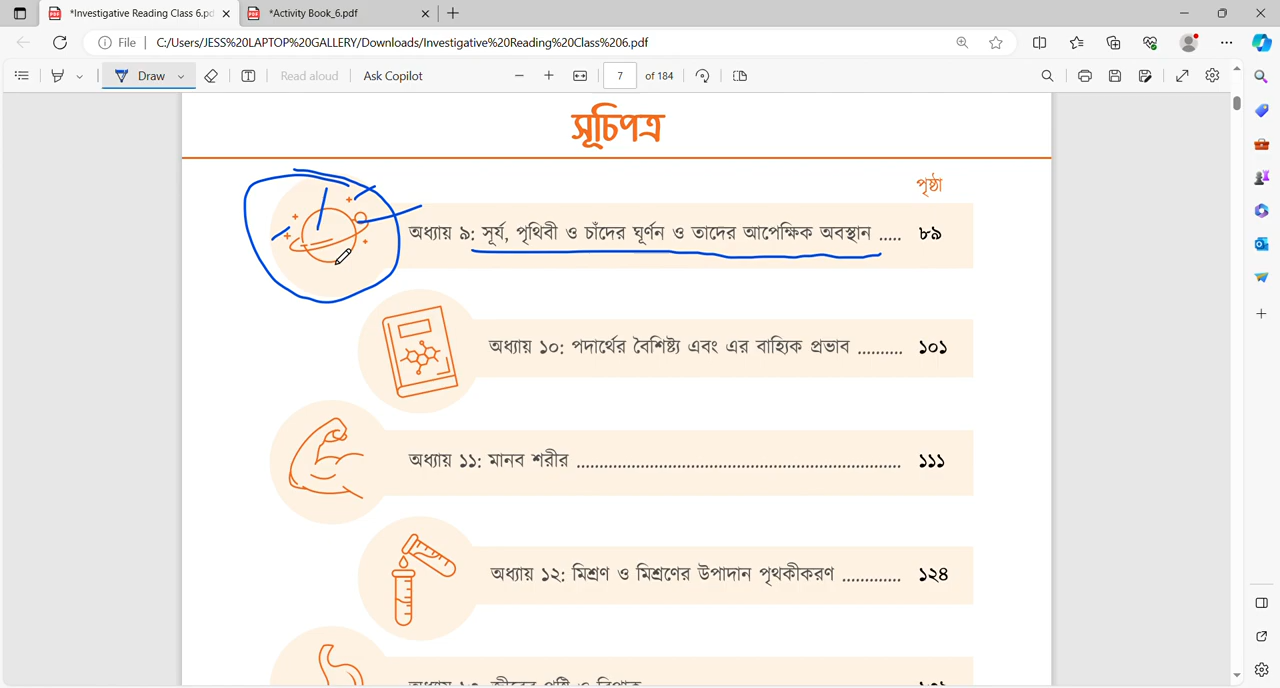 *Investigative Reading Class 6.pd
*Activity Book_6.pdf
File
C:/Users/JESS%20LAPTOP%20GALLERY/Downloads/Investigative%20Reading%20Class%206.pdf
Draw
Read aloud
Ask Copilot
7
of 184
সূচিপত্র
পৃষ্ঠা
অধ্যায় ৯: সূর্য, পৃথিবী ও চাঁদের ঘূর্ণন ও তাদের আপেক্ষিক অবস্থান ..... ৮৯
অধ্যায় ১০: পদার্থের বৈশিষ্ট্য এবং এর বাহ্যিক প্রভাব .......... ১০১
অধ্যায় ১১: মানব শরীর ........................................................................ ১১১
অধ্যায় ১২: মিশ্রণ ও মিশ্রণের উপাদান পৃথকীকরণ ............. ১২৪